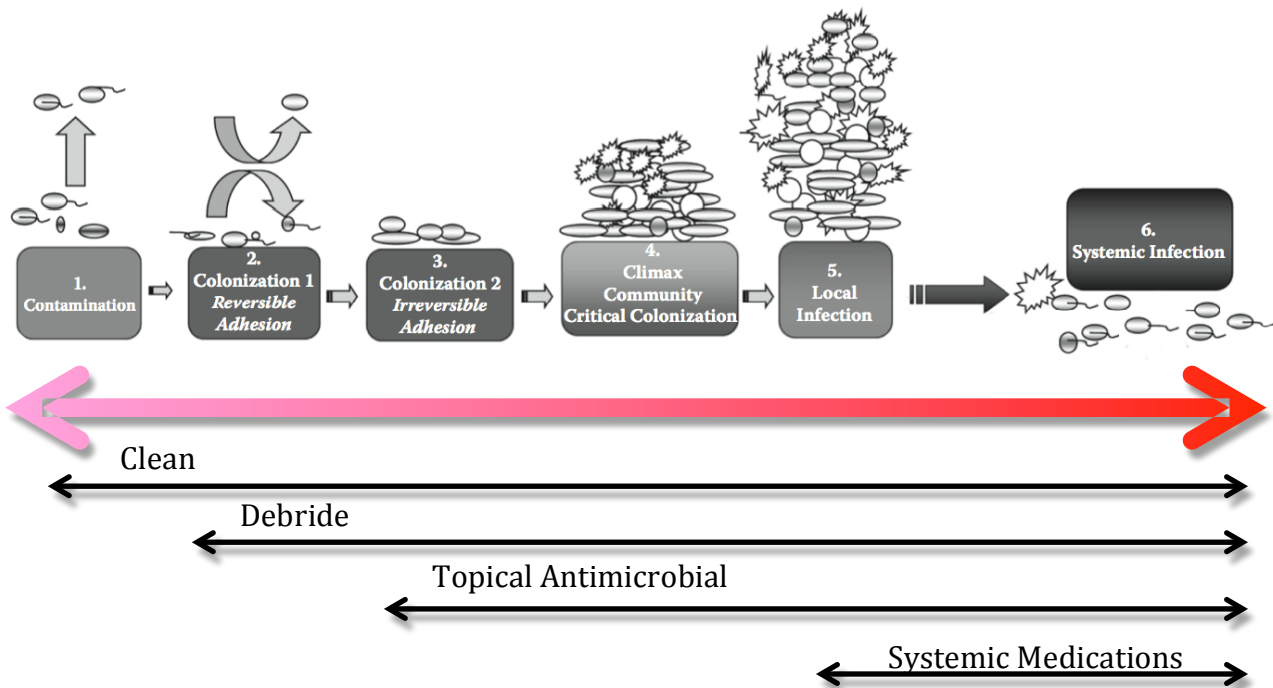 1.
Contamination
2.
Colonization 1
Reversible
Adhesion
3.
Colonization 2
Irreversible
Adhesion
4.
Climax
Community
Critical Colonization
5.
Local
Infection
6.
Systemic Infection
Clean
Debride
Topical Antimicrobial
Systemic Medications